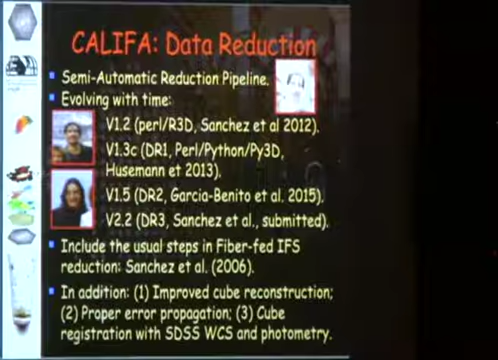 CALIFA: Data Reduction
Semi-Automatic Reduction Pipeline.
Evolving with time:
V1.2 (perl/R3D, Sanchez et al 2012).
V1.3c (DR1, Perl/Python/Py3D,
Husemann et al 2013).
V1.5 (DR2, Garcia-Benito et al. 2015).
V2.2 (DR3, Sanchez et al., submitted).
Include the usual steps in Fiber-fed IFS
reduction: Sanchez et al. (2006).
In addition: (1) Improved cube reconstruction;
(2) Proper error propagation; (3) Cube
registration with SDSS WCS and photometry.